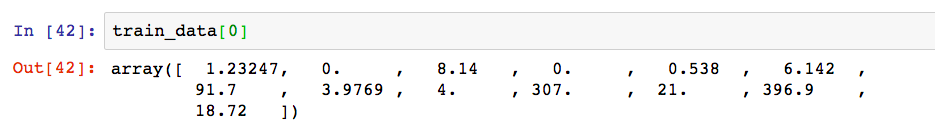 In [42]: train_data[0]
Out[42]: array([ 1.23247, 0. , 8.14 , 0. , 0.538 , 6.142 ,
91.7 , 3.9769 , 4. , 307. , 21. , 396.9 ,
18.72 ])